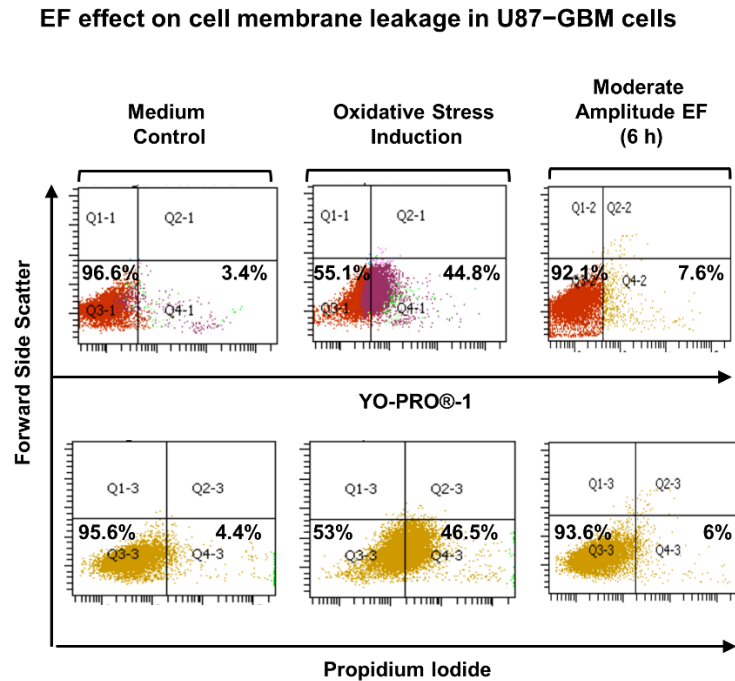 EF effect on cell membrane leakage in U87−GBM cells
Medium
Control
Oxidative Stress
Induction
Moderate
Amplitude EF
(6 h)
Forward Side Scatter
Q1-1
Q2-1
96.6%
3.4%
Q3-1
Q4-1
Q1-1
Q2-1
55.1%
44.8%
Q3-1
Q4-1
Q1-2
Q2-2
92.1%
7.6%
Q3-2
Q4-2
YO-PRO®-1
Q1-3
Q2-3
95.6%
4.4%
Q3-3
Q4-3
Q1-3
Q2-3
53%
46.5%
Q3-3
Q4-3
Q1-3
Q2-3
93.6%
6%
Q3-3
Q4-3
Propidium Iodide